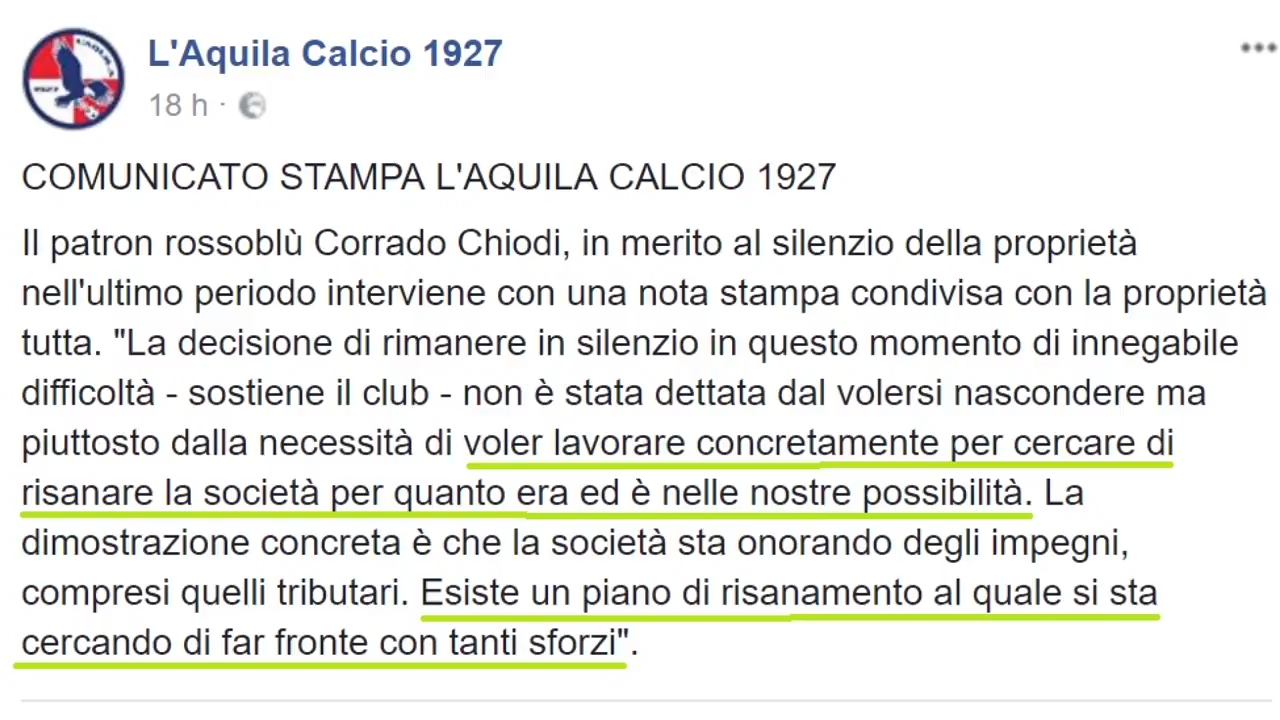 L'Aquila Calcio 1927
18 h ·
COMUNICATO STAMPA L'AQUILA CALCIO 1927
Il patron rossoblù Corrado Chiodi, in merito al silenzio della proprietà
nell'ultimo periodo interviene con una nota stampa condivisa con la proprietà
tutta. "La decisione di rimanere in silenzio in questo momento di innegabile
difficoltà - sostiene il club - non è stata dettata dal volersi nascondere ma
piuttosto dalla necessità di voler lavorare concretamente per cercare di
risanare la società per quanto era ed è nelle nostre possibilità. La
dimostrazione concreta è che la società sta onorando degli impegni,
compresi quelli tributari. Esiste un piano di risanamento al quale si sta
cercando di far fronte con tanti sforzi".